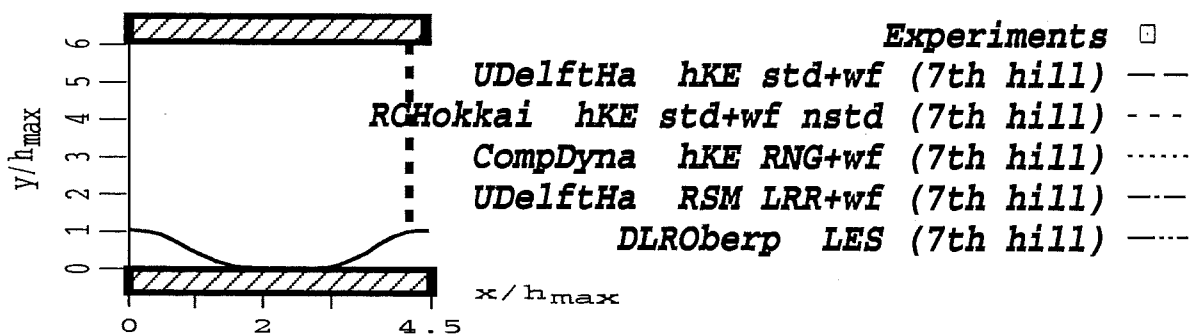 Experiments
UDelftHa hKE std+wf (7th hill)
RCHokkai hKE std+wf nstd (7th hill)
CompDyna hKE RNG+wf (7th hill)
UDelftHa RSM LRR+wf (7th hill)
DLROberp LES (7th hill)
y/hmax
6
5
4
3
2
1
0
x/hmax
0 2 4.5